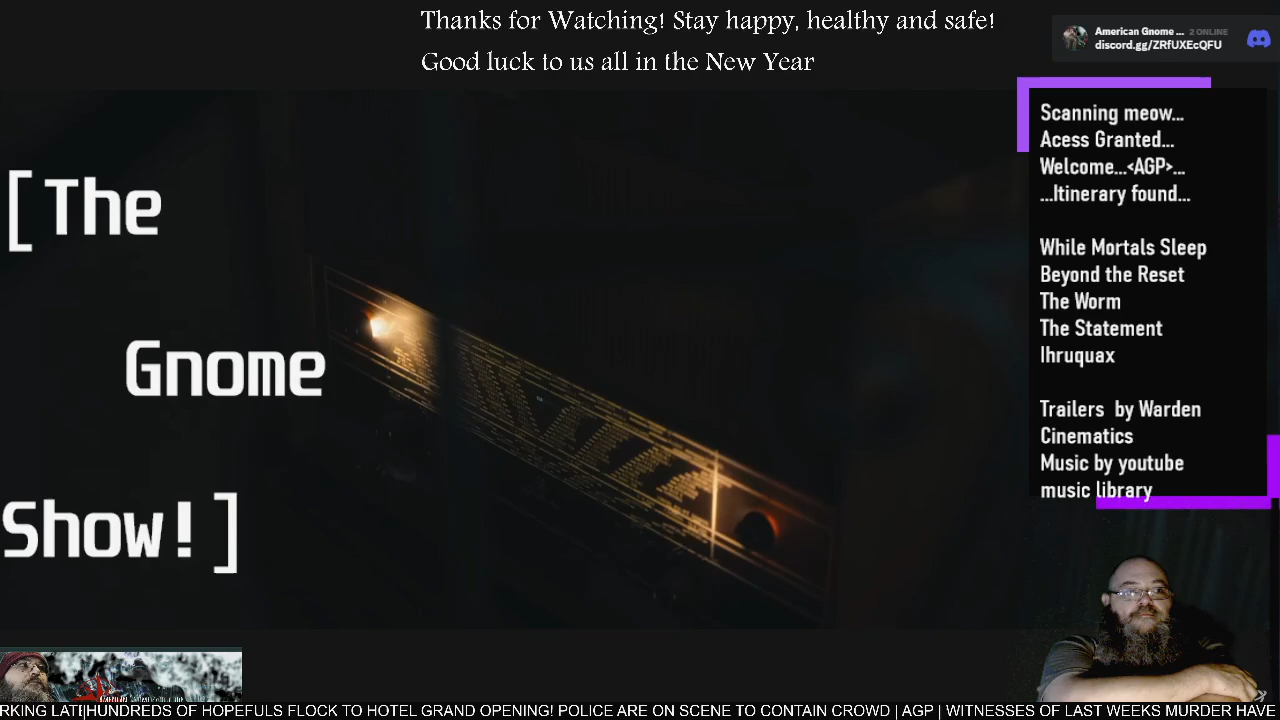 Thanks for Watching! Stay happy, healthy and safe!
Good luck to us all in the New Year
American Gnome ... 2 ONLINE
discord.gg/ZRfUXEcQFU
[The
Gnome
Show!]
Scanning meow...
Acess Granted...
Welcome...<AGP>...
...Itinerary found...
While Mortals Sleep
Beyond the Reset
The Worm
The Statement
Ihruquax
Trailers by Warden
Cinematics
Music by youtube
music library
RKING LATE|HUNDREDS OF HOPEFULS FLOCK TO HOTEL GRAND OPENING! POLICE ARE ON SCENE TO CONTAIN CROWD | AGP | WITNESSES OF LAST WEEKS MURDER HAVE